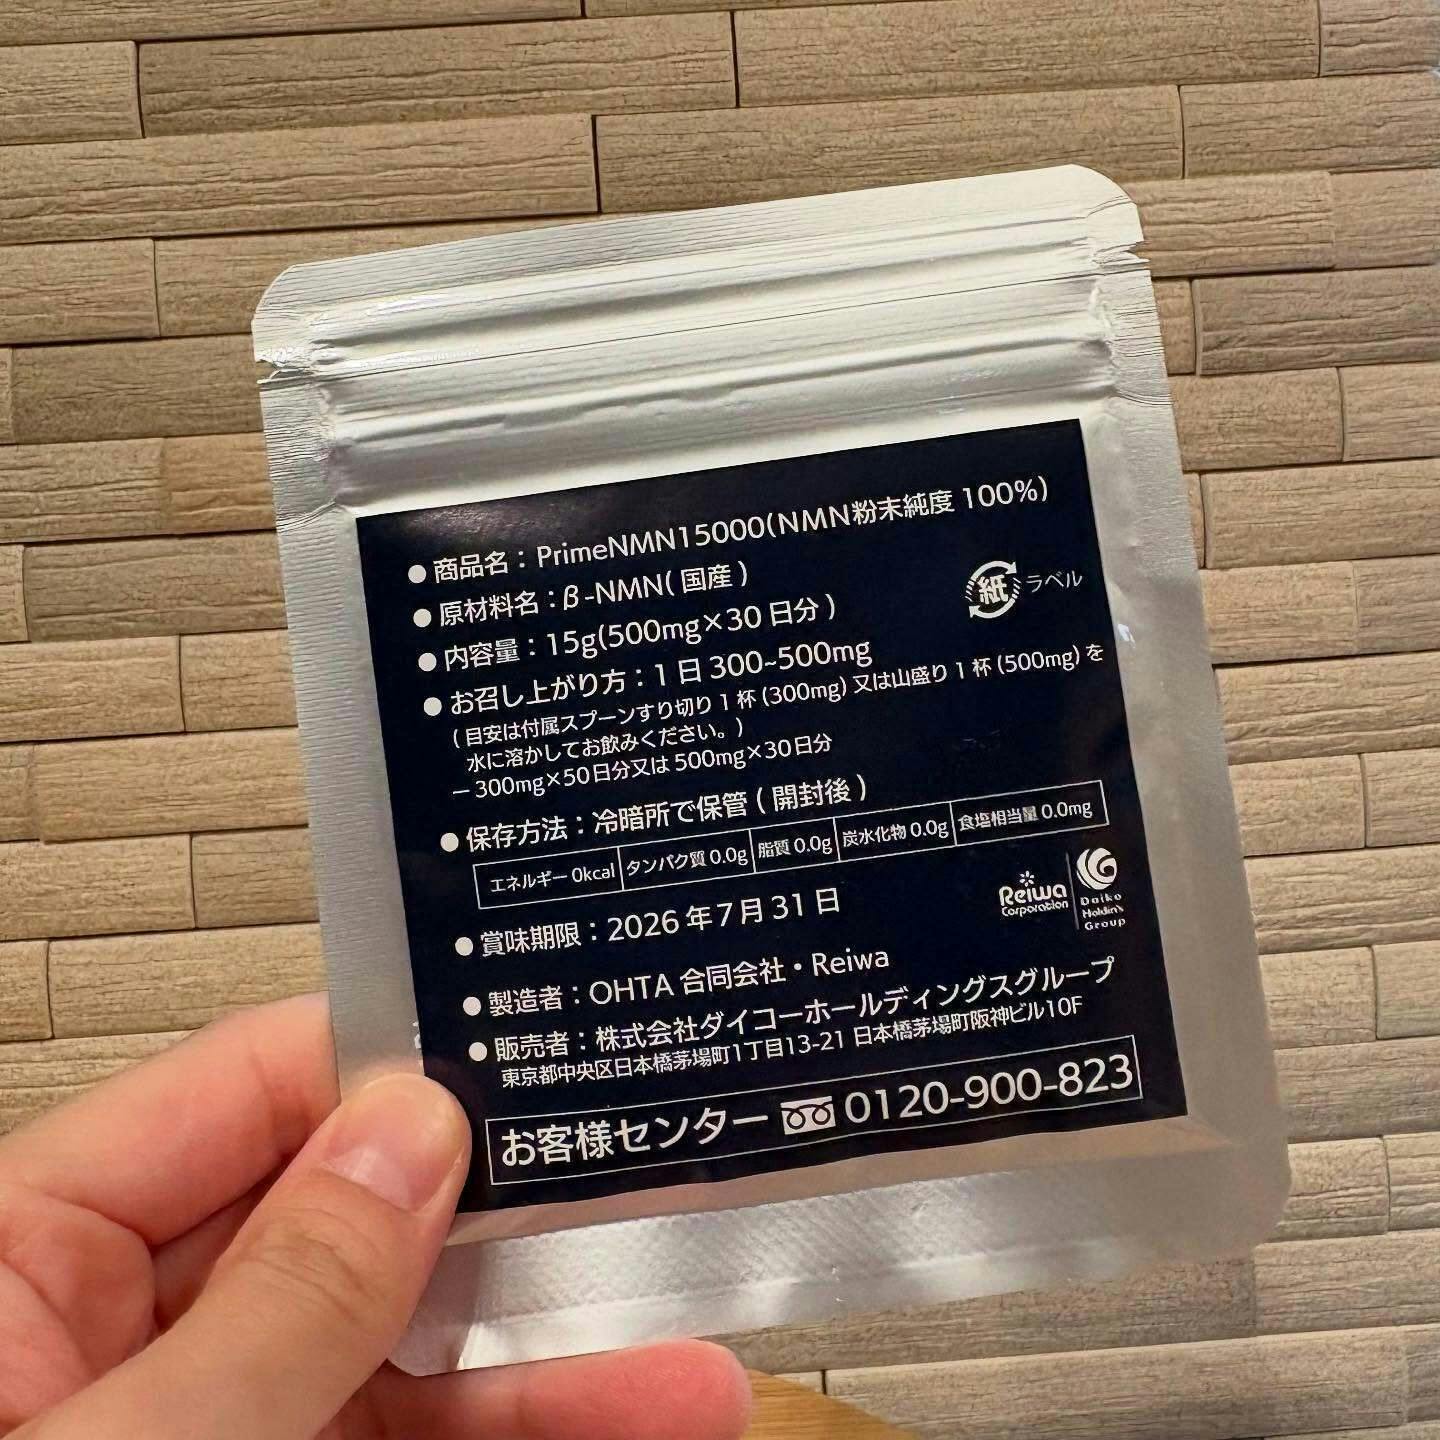 ● 商品名：PrimeNMN15000(NMN粉末純度 100%)
● 原材料名：β-NMN( 国産 )
紙 ラベル
● 内容量：15g(500mg×30 日分 )
● お召し上がり方：1 日 300~500mg
( 目安は付属スプーンすり切り 1 杯 (300mg) 又は山盛り 1 杯 (500mg) を
水に溶かしてお飲みください。)
— 300mg×50日分又は 500mg×30日分
● 保存方法：冷暗所で保管 ( 開封後 )
エネルギー 0kcal タンパク質 0.0g 脂質 0.0g 炭水化物 0.0g 食塩相当量 0.0mg
Reiwa Corporation
Daiko Holdin's Group
● 賞味期限：2026 年 7 月 31 日
● 製造者：OHTA 合同会社・Reiwa
● 販売者：株式会社ダイコーホールディングスグループ
東京都中央区日本橋茅場町1丁目13-21 日本橋茅場町阪神ビル10F
お客様センター 0120-900-823